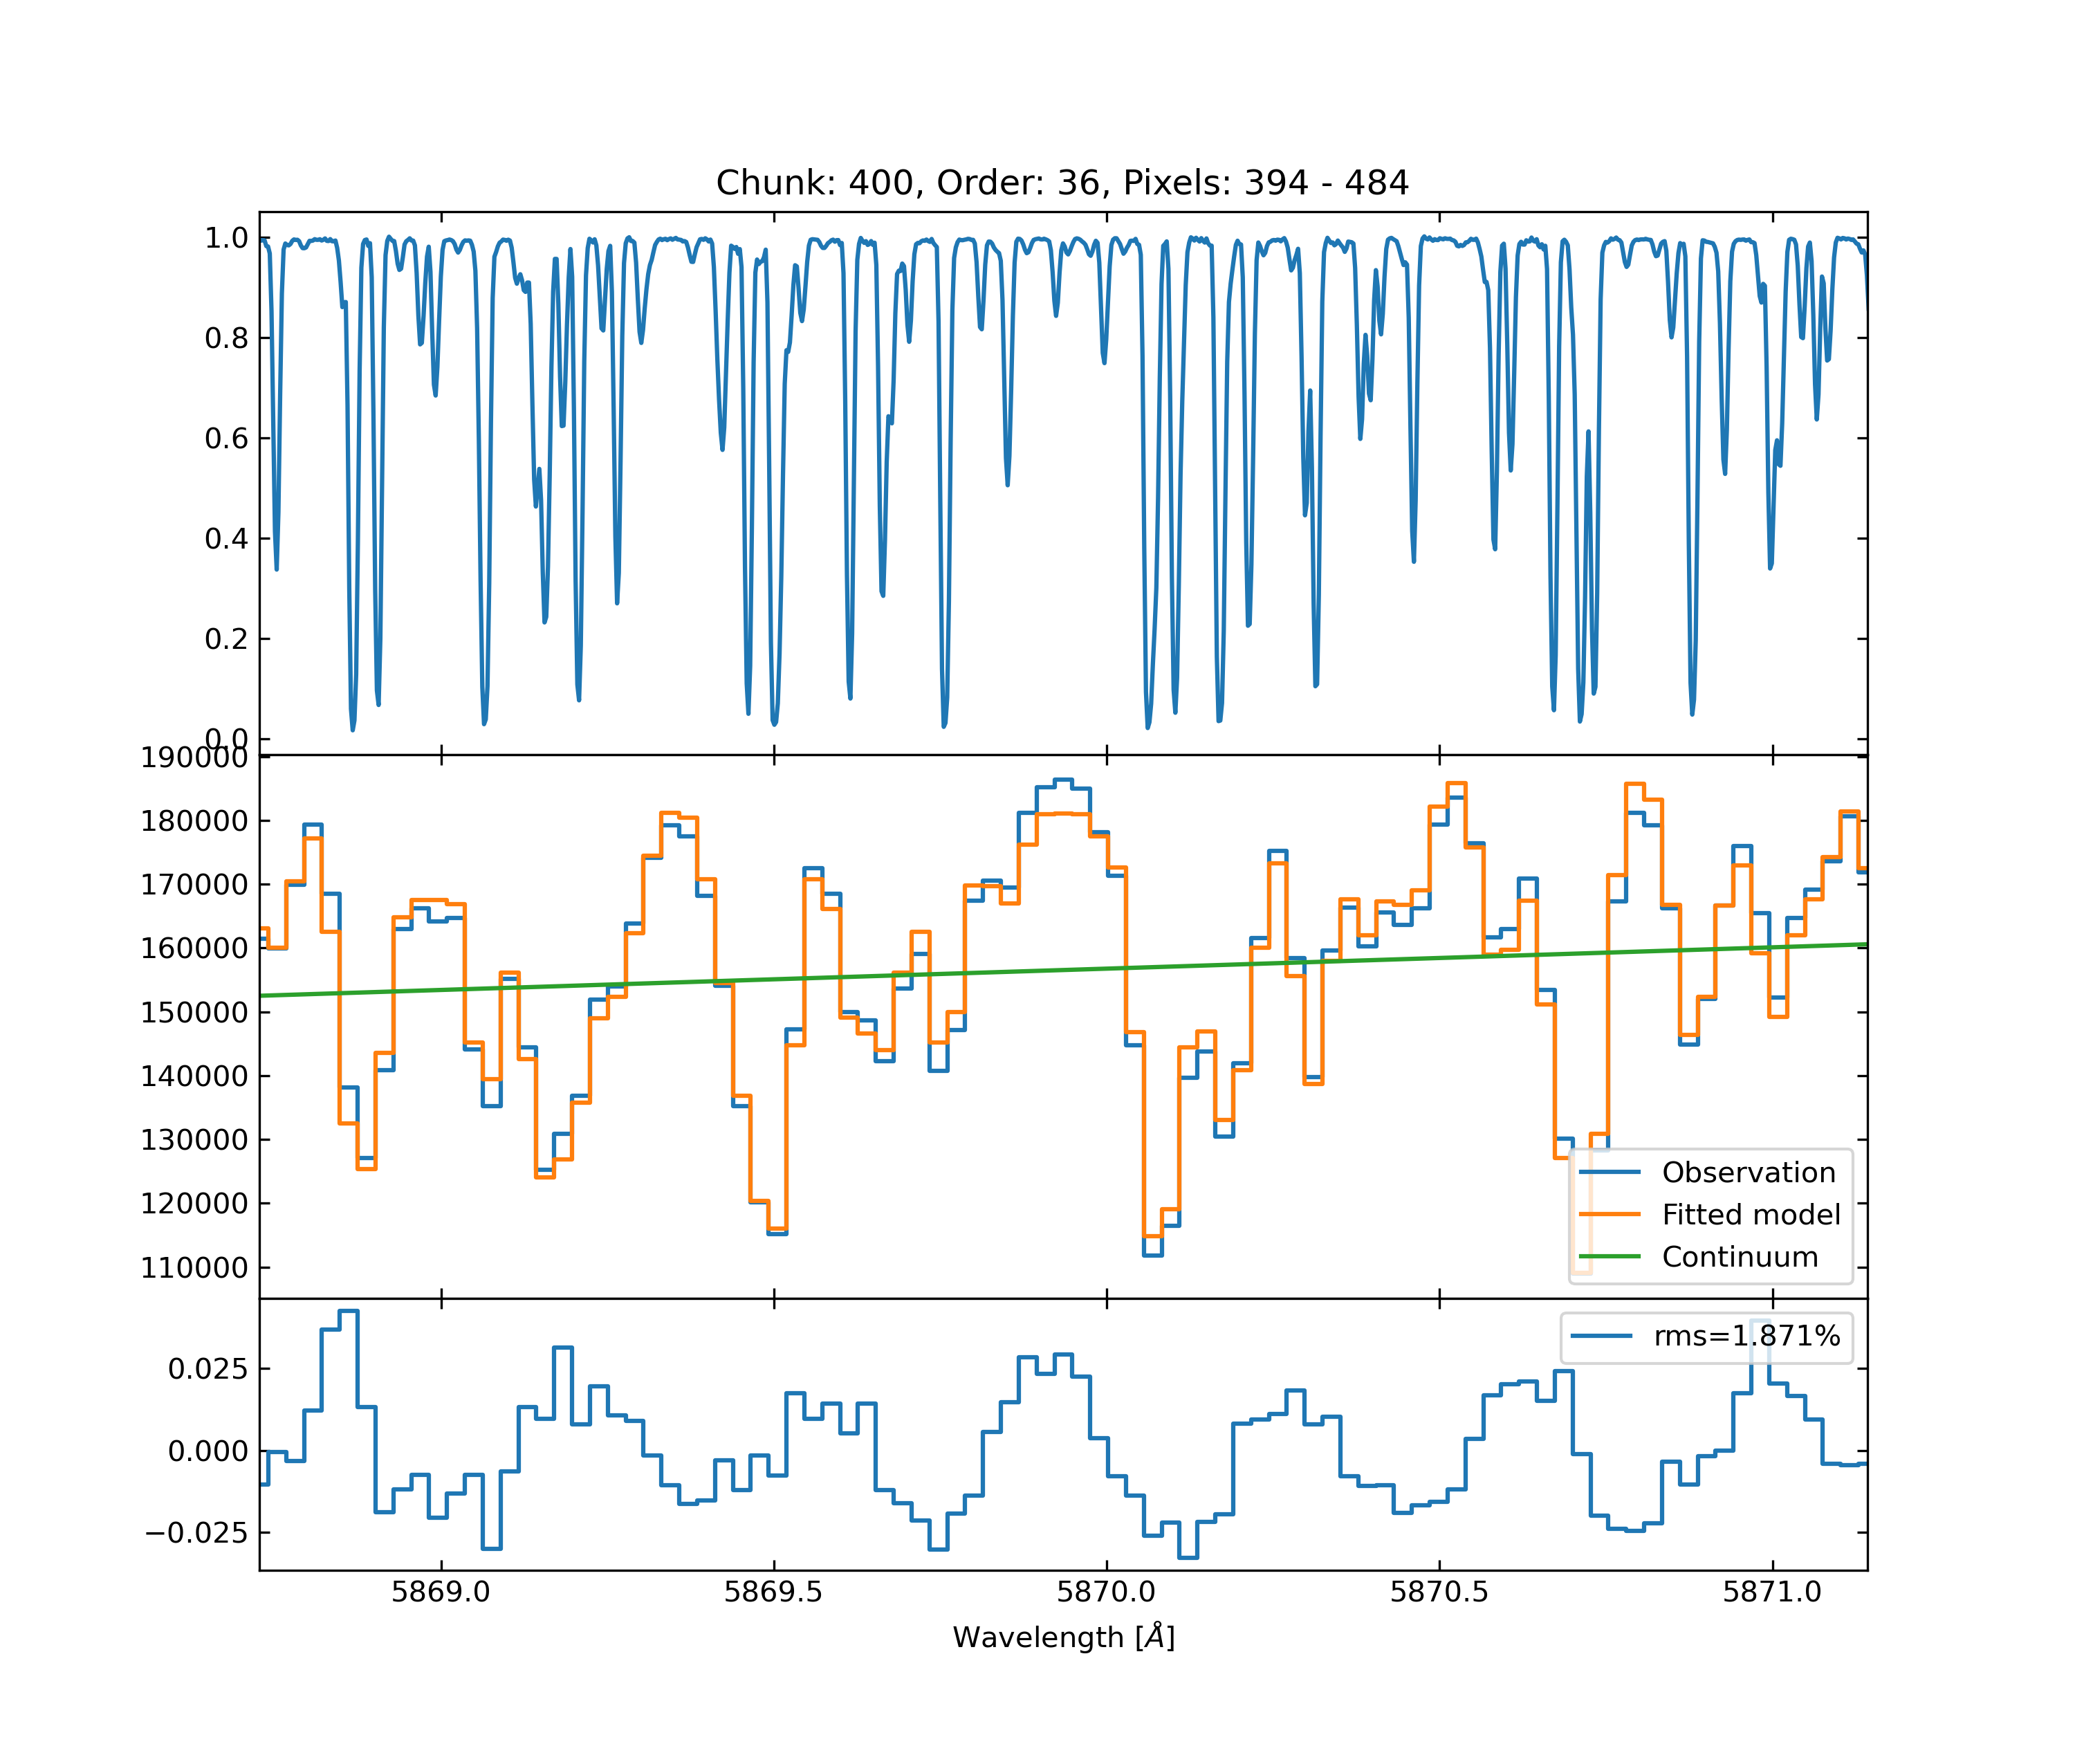 Chunk: 400, Order: 36, Pixels: 394 - 484
1.0
0.8
0.6
0.4
0.2
0.0
190000
180000
170000
160000
150000
140000
130000
120000
110000
Observation
Fitted model
Continuum
0.025
0.000
−0.025
rms=1.871%
5869.0 5869.5 5870.0 5870.5 5871.0
Wavelength [Å]